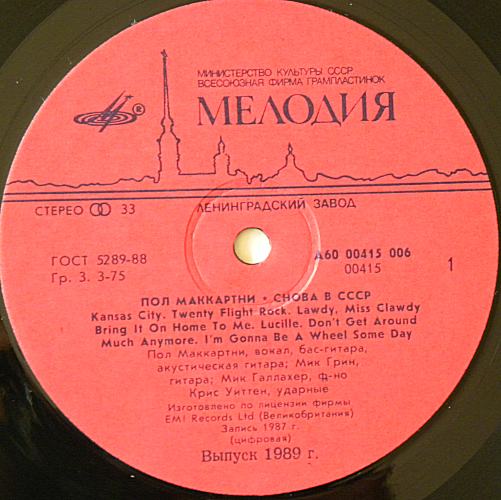 МИНИСТЕРСТВО КУЛЬТУРЫ СССР
ВСЕСОЮЗНАЯ ФИРМА ГРАМПЛАСТИНОК
®
МЕЛОДИЯ
СТЕРЕО 33
ЛЕНИНГРАДСКИЙ ЗАВОД
ГОСТ 5289-88
Гр. 3. 3-75
А60 00415 006
00415
1
ПОЛ МАККАРТНИ • СНОВА В СССР
Kansas City. Twenty Flight Rock. Lawdy, Miss Clawdy
Bring It On Home To Me. Lucille. Don't Get Around
Much Anymore. I'm Gonna Be A Wheel Some Day
Пол Маккартни, вокал, бас-гитара,
акустическая гитара; Мик Грин,
гитара; Мик Галлахер, ф-но
Крис Уиттен, ударные
Изготовлено по лицензии фирмы
EMI Records Ltd (Великобритания)
Запись 1987 г.
(цифровая)
Выпуск 1989 г.